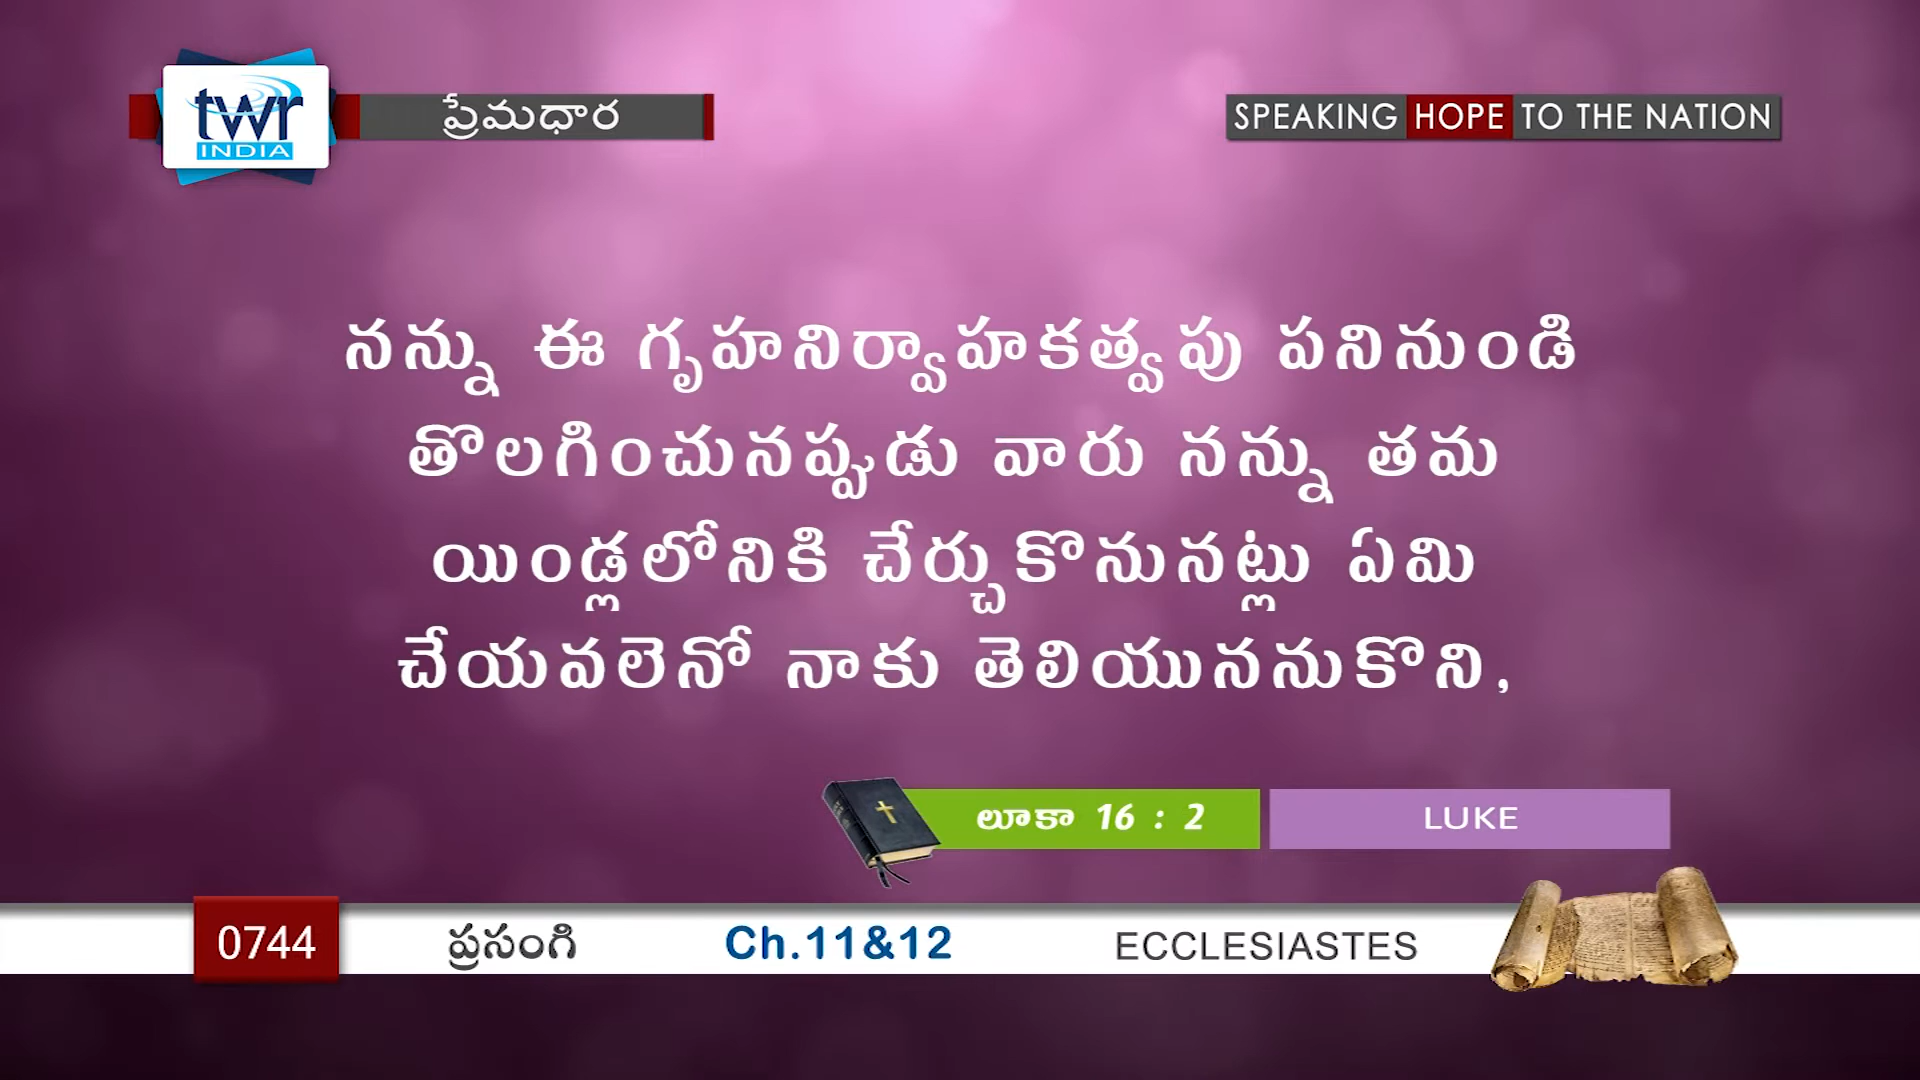 twr
INDIA
ప్రేమధార
SPEAKING HOPE TO THE NATION
నన్ను ఈ గృహనిర్వాహకత్వపు పనినుండి
తొలగించునప్పుడు వారు నన్ను తమ
యిండ్లలోనికి చేర్చుకొనునట్లు ఏమి
చేయవలెనో నాకు తెలియుననుకొని,
లూకా 16 : 2
LUKE
0744
ప్రసంగి
Ch.11&12
ECCLESIASTES